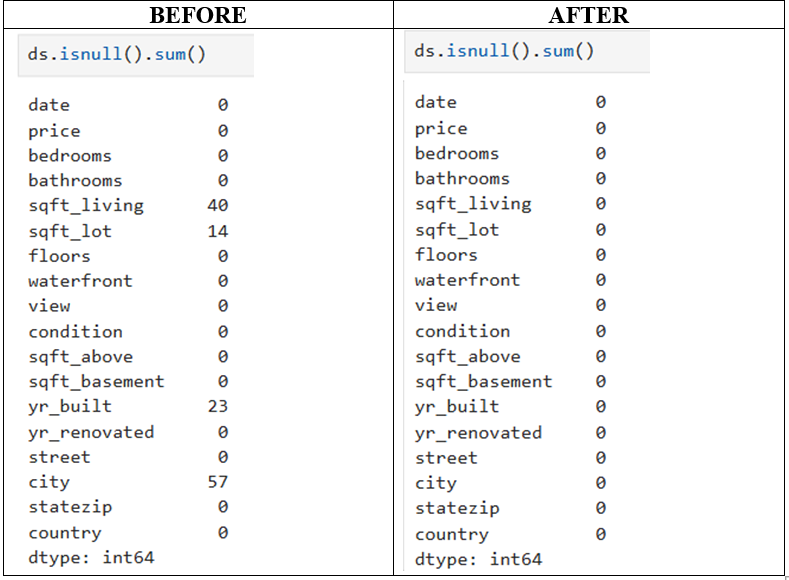 BEFORE
ds.isnull().sum()
date 0
price 0
bedrooms 0
bathrooms 0
sqft_living 40
sqft_lot 14
floors 0
waterfront 0
view 0
condition 0
sqft_above 0
sqft_basement 0
yr_built 23
yr_renovated 0
street 0
city 57
statezip 0
country 0
dtype: int64
AFTER
ds.isnull().sum()
date 0
price 0
bedrooms 0
bathrooms 0
sqft_living 0
sqft_lot 0
floors 0
waterfront 0
view 0
condition 0
sqft_above 0
sqft_basement 0
yr_built 0
yr_renovated 0
street 0
city 0
statezip 0
country 0
dtype: int64